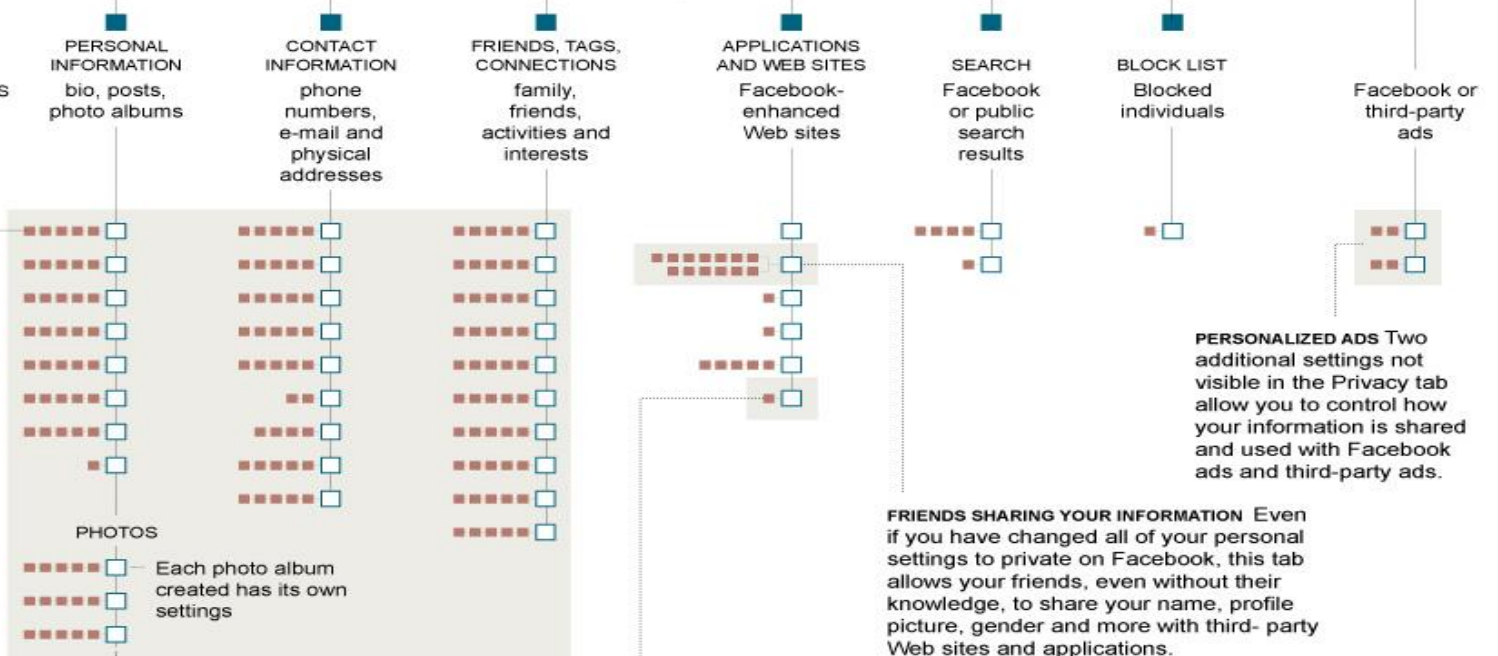 PERSONAL
INFORMATION
bio, posts,
photo albums
CONTACT
INFORMATION
phone
numbers,
e-mail and
physical
addresses
FRIENDS, TAGS,
CONNECTIONS
family,
friends,
activities and
interests
APPLICATIONS
AND WEB SITES
Facebook-
enhanced
Web sites
SEARCH
Facebook
or public
search
results
BLOCK LIST
Blocked
individuals
Facebook or
third-party
ads
PERSONALIZED ADS Two
additional settings not
visible in the Privacy tab
allow you to control how
your information is shared
and used with Facebook
ads and third-party ads.
FRIENDS SHARING YOUR INFORMATION Even
if you have changed all of your personal
settings to private on Facebook, this tab
allows your friends, even without their
knowledge, to share your name, profile
picture, gender and more with third- party
Web sites and applications.
PHOTOS
Each photo album
created has its own
settings